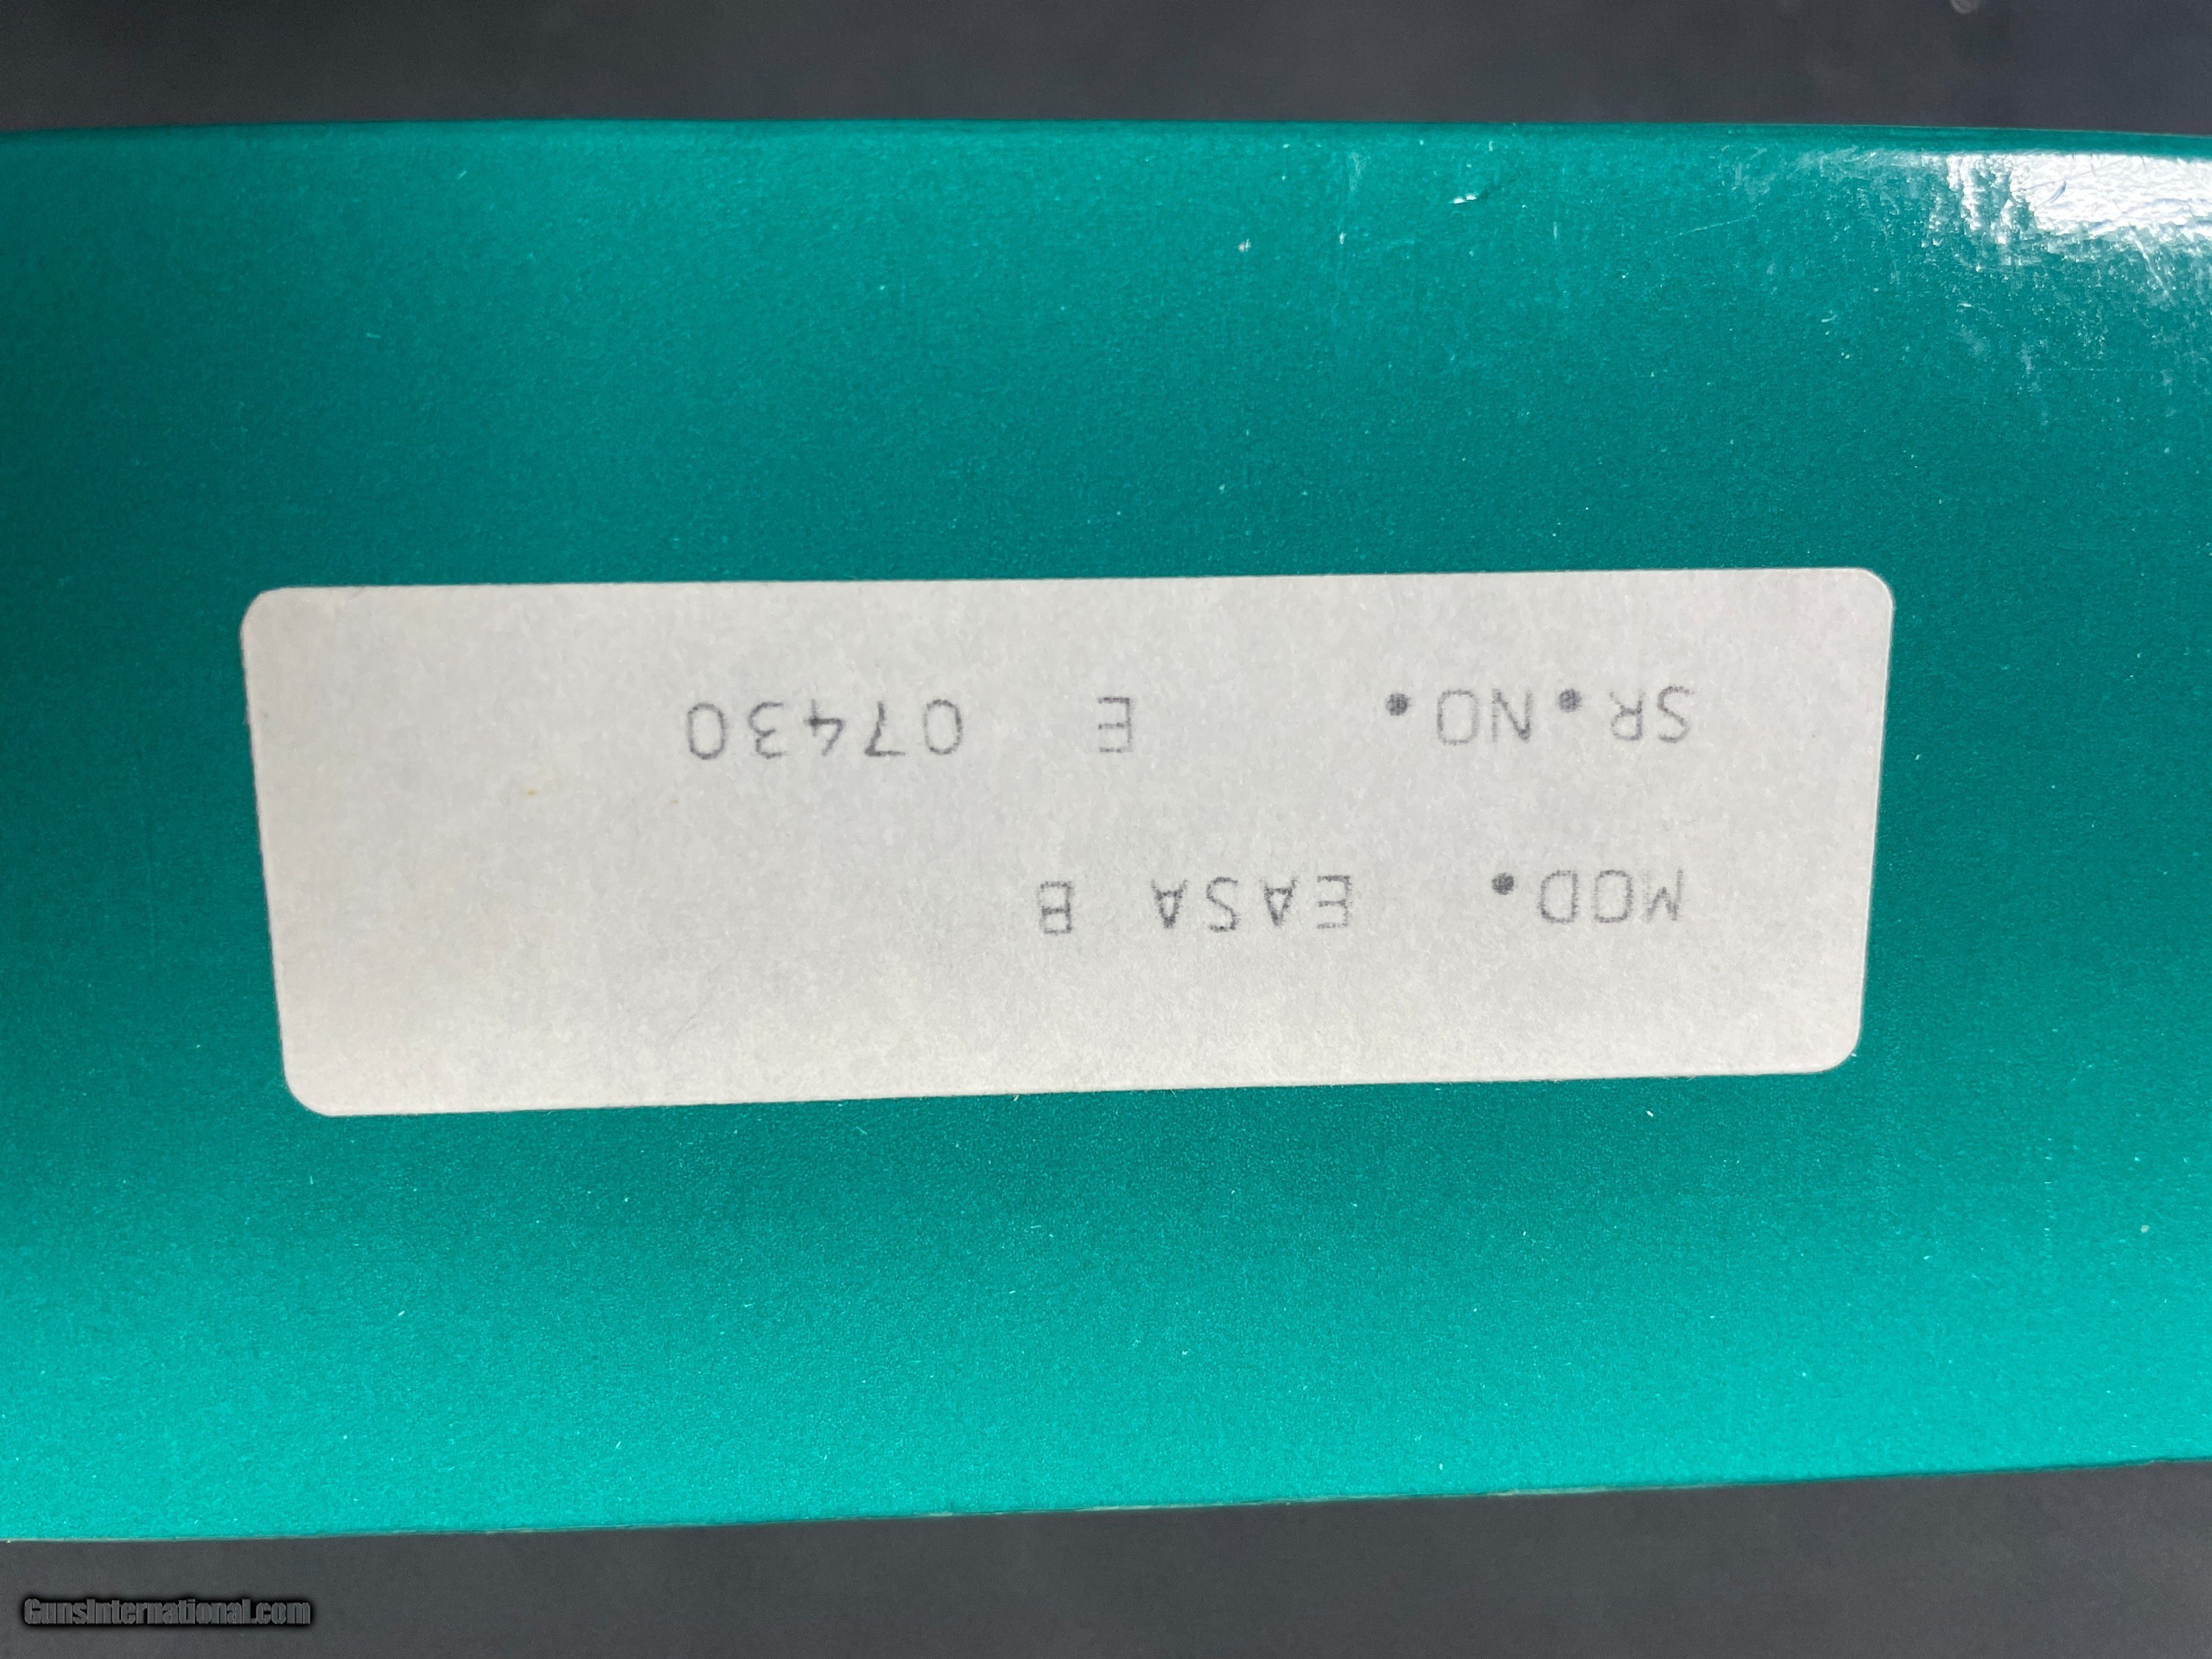 MOD. EASA B
SR.NO. E 07430
GunsInternational.com